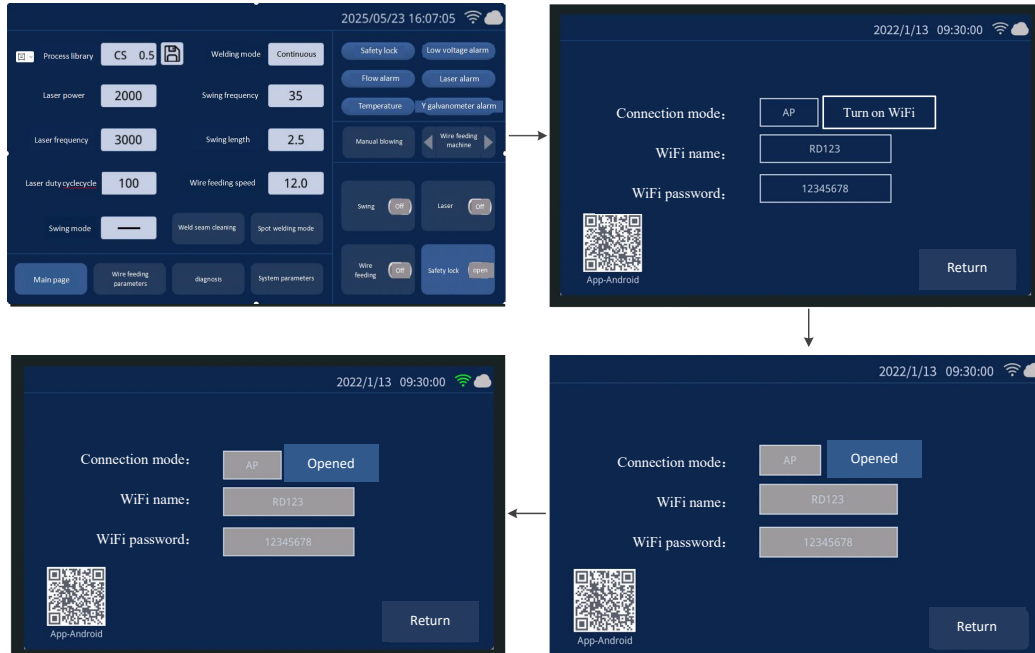 2025/05/23 16:07:05
Process library CS 0.5 Welding mode Continuous
Laser power 2000 Swing frequency 35
Laser frequency 3000 Swing length 2.5
Laser duty cyclecycle 100 Wire feeding speed 12.0
Swing mode Weld seam cleaning Spot welding mode
Main page Wire feeding parameters diagnosis System parameters
Safety lock Low voltage alarm
Flow alarm Laser alarm
Temperature Y galvanometer alarm
Manual blowing Wire feeding machine
Swing Off Laser Off
Wire feeding Off Safety lock open
2022/1/13 09:30:00
Connection mode: AP Turn on WiFi
WiFi name: RD123
WiFi password: 12345678
App-Android
Return
2022/1/13 09:30:00
Connection mode: AP Opened
WiFi name: RD123
WiFi password: 12345678
App-Android
Return
2022/1/13 09:30:00
Connection mode: AP Opened
WiFi name: RD123
WiFi password: 12345678
App-Android
Return